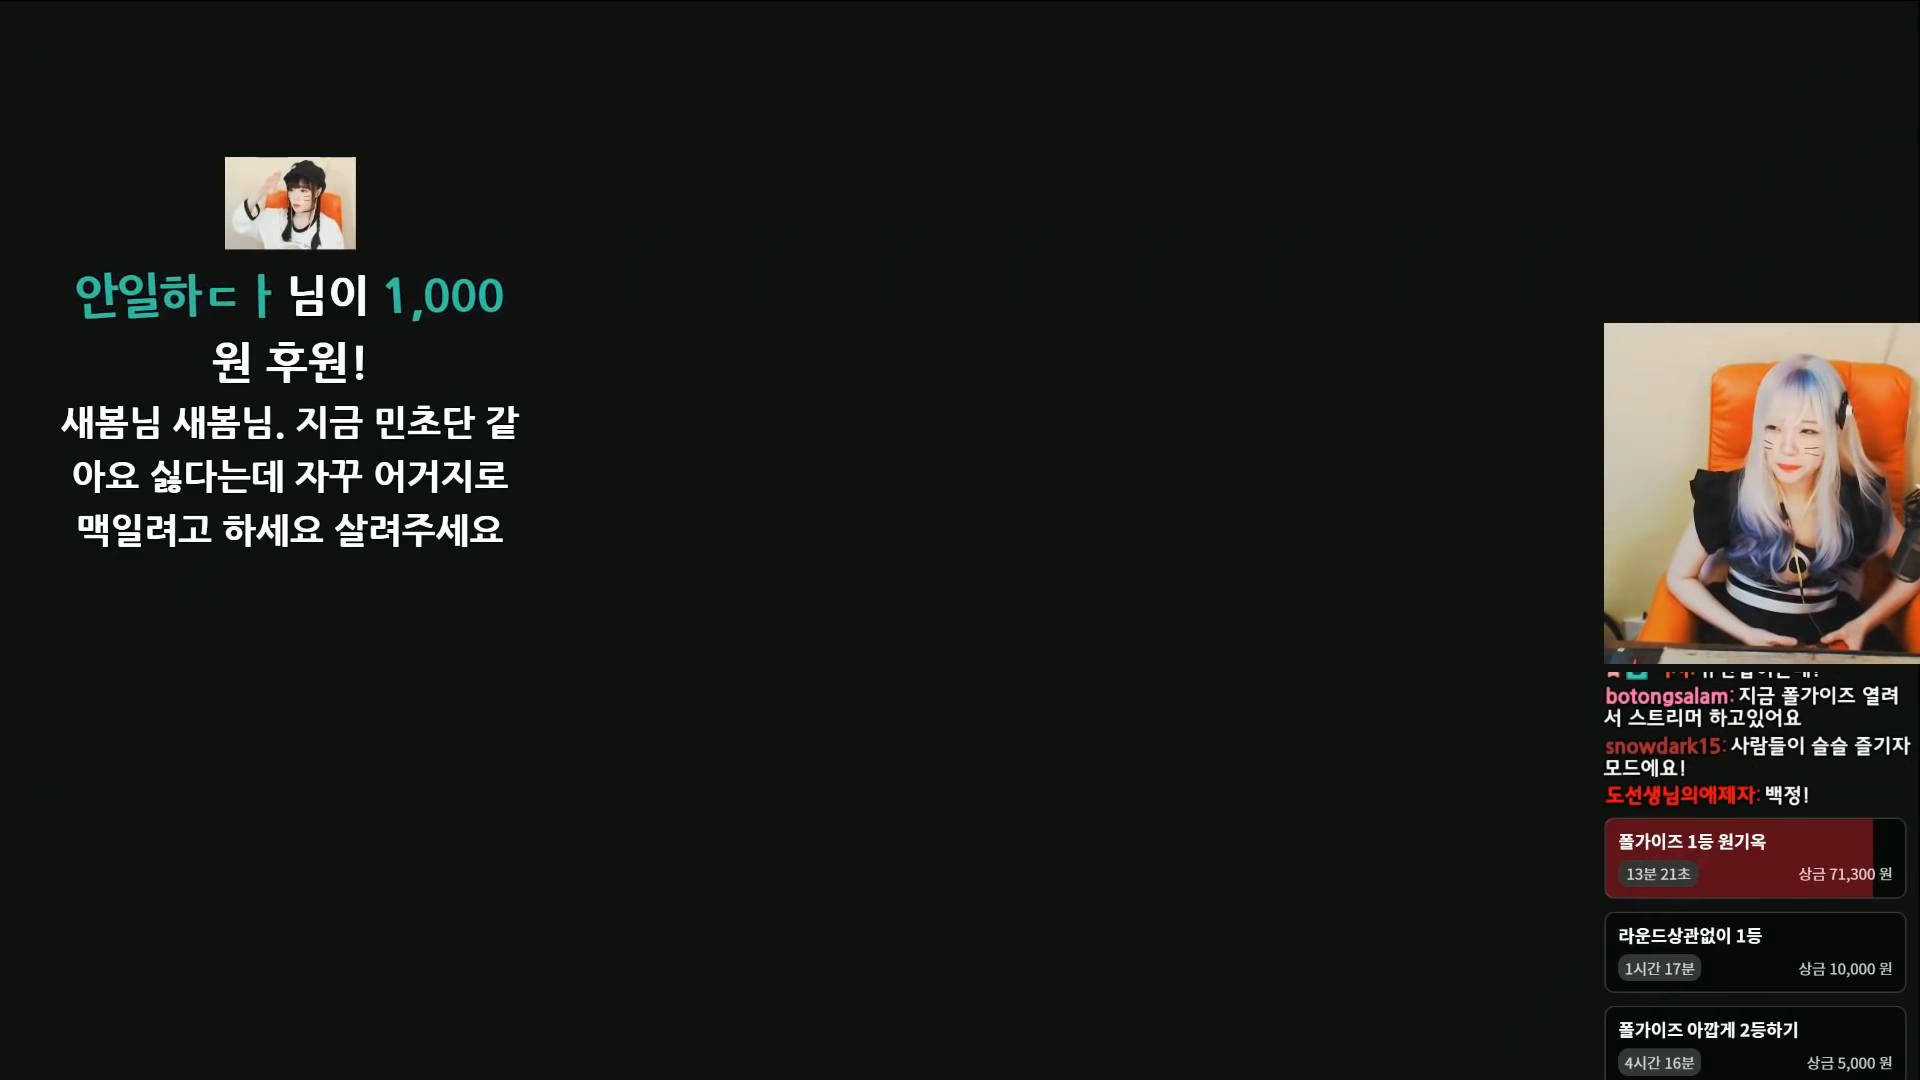 안일하ㄷㅏ 님이 1,000
원 후원!
새봄님 새봄님. 지금 민초단 같
아요 싫다는데 자꾸 어거지로
맥일려고 하세요 살려주세요
botongsalam: 지금 폴가이즈 열려
서 스트리머 하고있어요
snowdark15: 사람들이 슬슬 즐기자
모드에요!
도선생님의애제자: 백정!
폴가이즈 1등 원기옥
13분 21초 상금 71,300 원
라운드상관없이 1등
1시간 17분 상금 10,000 원
폴가이즈 아깝게 2등하기
4시간 16분 상금 5,000 원